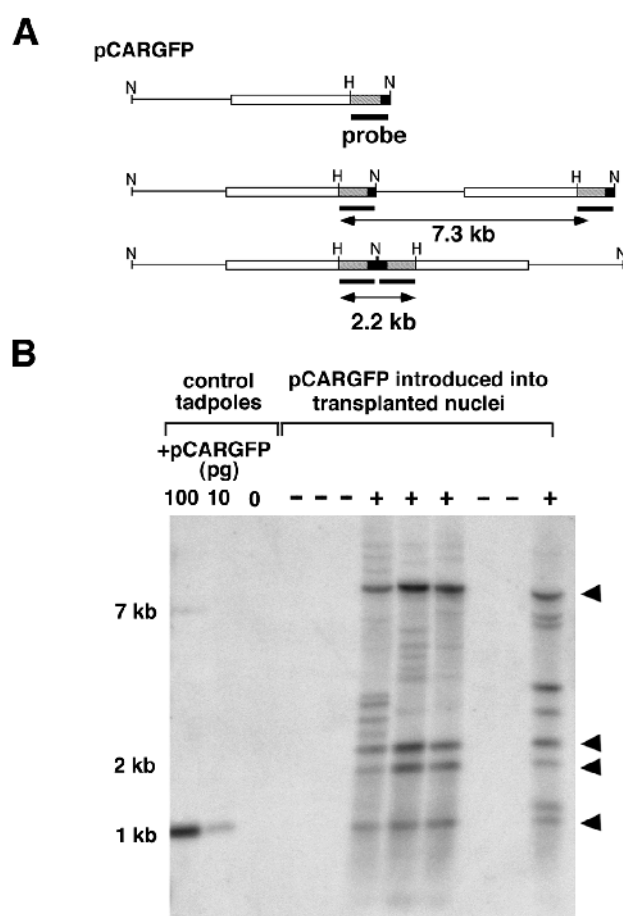 A
pCARGFP
N H N
probe
N H N H N
7.3 kb
N H N H N
2.2 kb
B
control tadpoles
pCARGFP introduced into transplanted nuclei
+pCARGFP
(pg)
100 10 0 – – – + + + – – +
7 kb
2 kb
1 kb